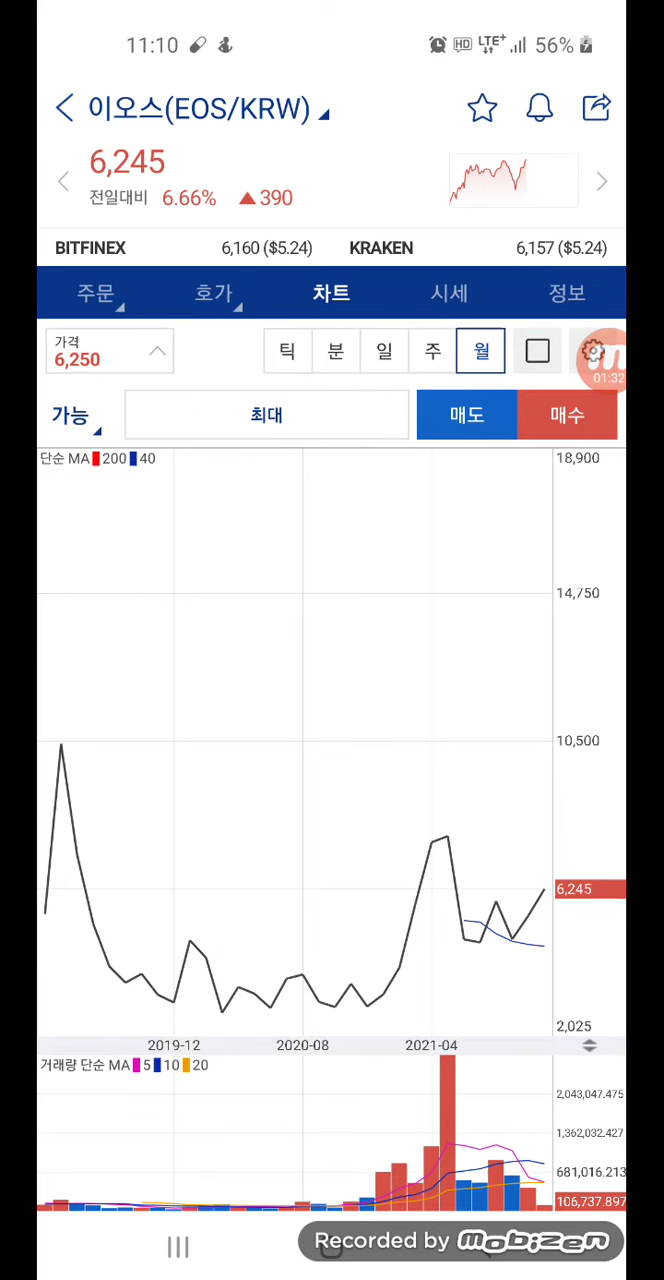 11:10 HD LTE+ 56%
이오스(EOS/KRW)
6,245
전일대비 6.66% ▲390
BITFINEX 6,160 ($5.24) KRAKEN 6,157 ($5.24)
주문 호가 차트 시세 정보
가격
6,250
틱 분 일 주 월
01:32
가능 최대 매도 매수
단순 MA 200 40
18,900
14,750
10,500
6,245
2,025
2019-12 2020-08 2021-04
거래량 단순 MA 5 10 20
2,043,047.475
1,362,032.427
681,016.213
106,737.897
Recorded by mobizen